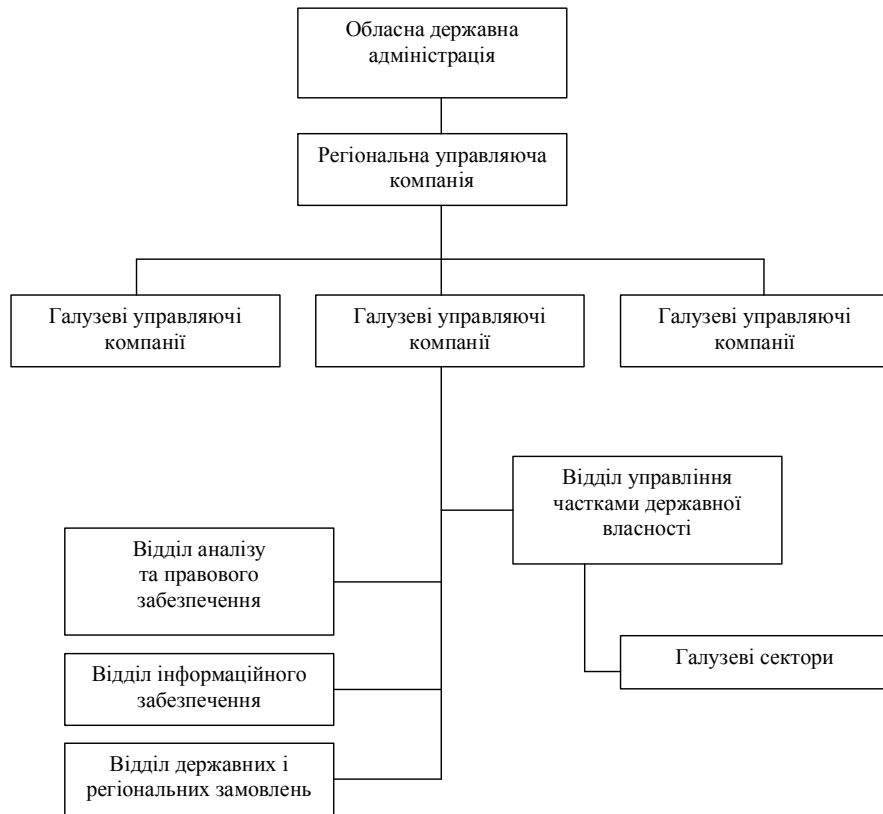 Обласна державна
адміністрація
Регіональна управляюча
компанія
Галузеві управляючі
компанії
Галузеві управляючі
компанії
Галузеві управляючі
компанії
Відділ управління
частками державної
власності
Відділ аналізу
та правового
забезпечення
Галузеві сектори
Відділ інформаційного
забезпечення
Відділ державних і
регіональних замовлень